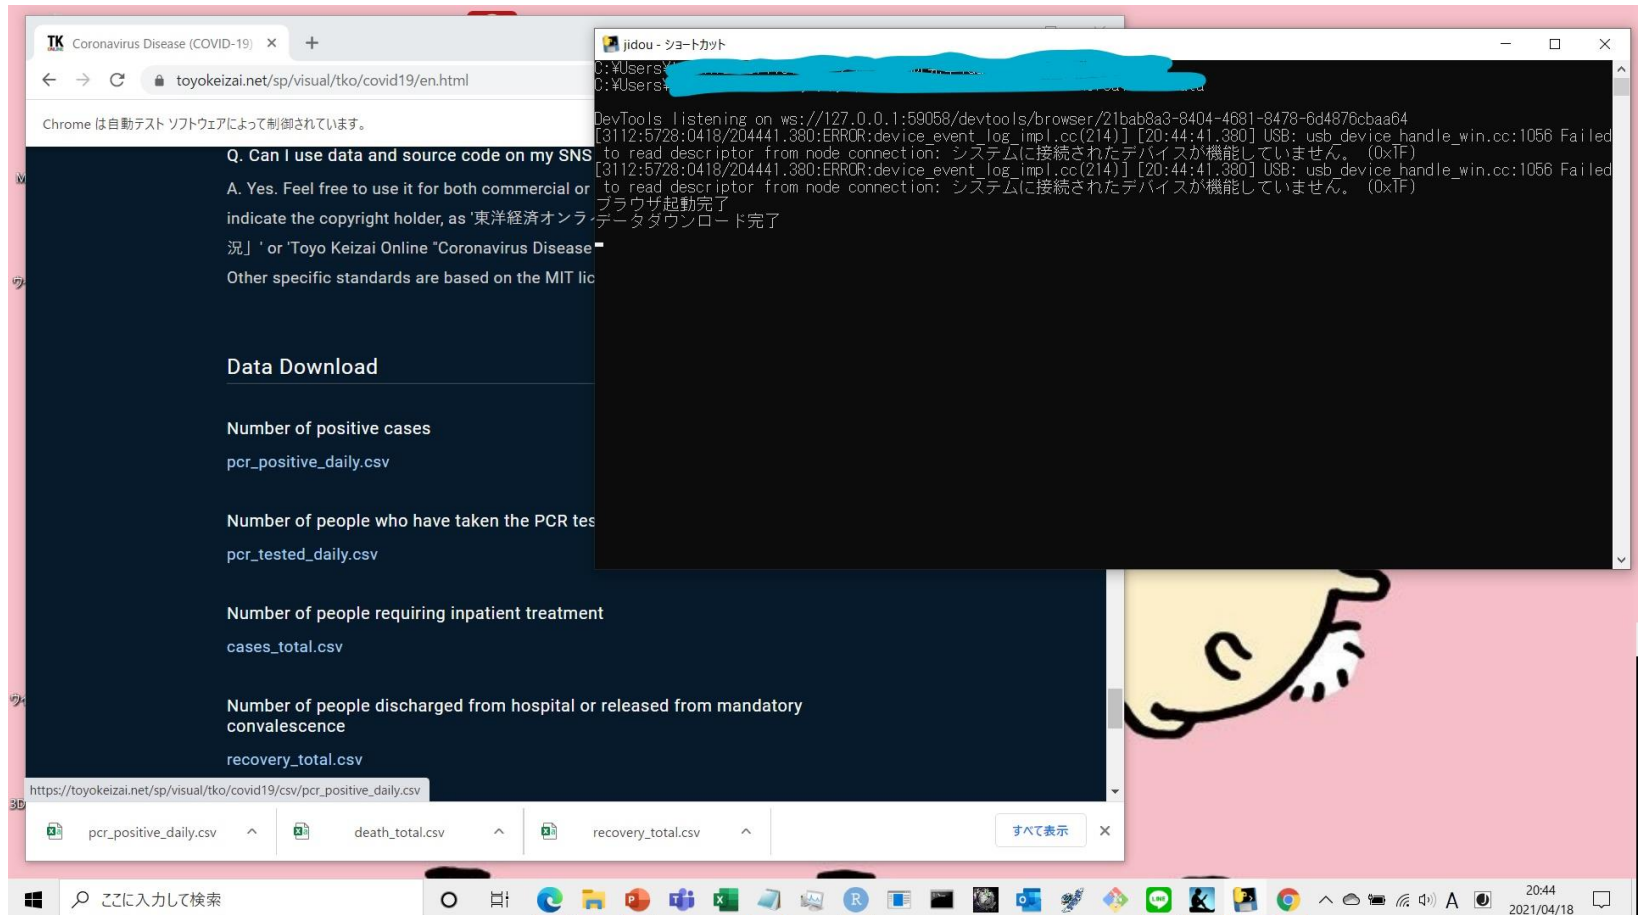 Coronavirus Disease (COVID-19)
toyokeizai.net/sp/visual/tko/covid19/en.html
Chrome は自動テスト ソフトウェアによって制御されています。
Q. Can I use data and source code on my SNS
A. Yes. Feel free to use it for both commercial or
indicate the copyright holder, as '東洋経済オンライ
況」' or 'Toyo Keizai Online "Coronavirus Disease
Other specific standards are based on the MIT lic
Data Download
Number of positive cases
pcr_positive_daily.csv
Number of people who have taken the PCR tes
pcr_tested_daily.csv
Number of people requiring inpatient treatment
cases_total.csv
Number of people discharged from hospital or released from mandatory
convalescence
recovery_total.csv
https://toyokeizai.net/sp/visual/tko/covid19/csv/pcr_positive_daily.csv
pcr_positive_daily.csv
death_total.csv
recovery_total.csv
すべて表示
jidou - ショートカット
C:¥Users¥
C:¥Users¥
DevTools listening on ws://127.0.0.1:59058/devtools/browser/21bab8a3-8404-4681-8478-6d4876cbaa64
[3112:5728:0418/204441.380:ERROR:device_event_log_impl.cc(214)] [20:44:41.380] USB: usb_device_handle_win.cc:1056 Failed
to read descriptor from node connection: システムに接続されたデバイスが機能していません。 (0x1F)
[3112:5728:0418/204441.380:ERROR:device_event_log_impl.cc(214)] [20:44:41.380] USB: usb_device_handle_win.cc:1056 Failed
to read descriptor from node connection: システムに接続されたデバイスが機能していません。 (0x1F)
ブラウザ起動完了
データダウンロード完了
ここに入力して検索
A
20:44
2021/04/18